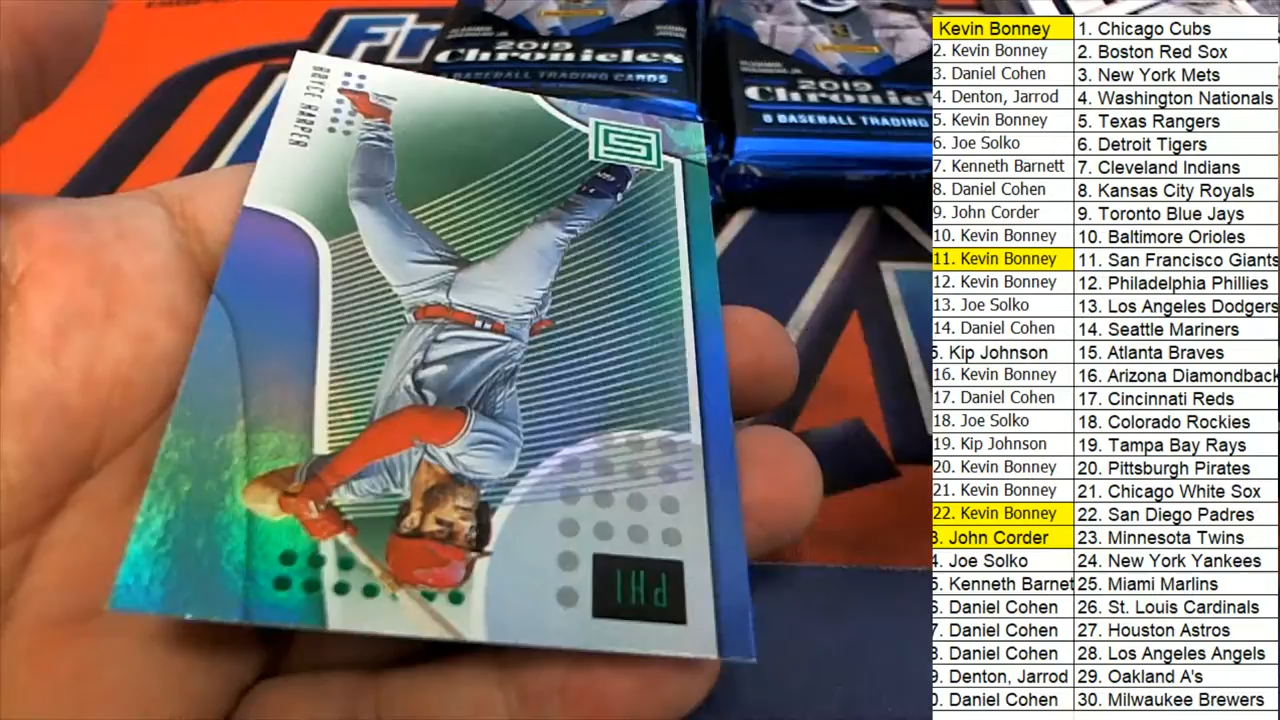 BRYCE HARPER
PHI
2019
Chronicles
BASEBALL TRADING CARDS
2019
8 BASEBALL TRADING
Kevin Bonney 1. Chicago Cubs
2. Kevin Bonney 2. Boston Red Sox
3. Daniel Cohen 3. New York Mets
4. Denton, Jarrod 4. Washington Nationals
5. Kevin Bonney 5. Texas Rangers
6. Joe Solko 6. Detroit Tigers
7. Kenneth Barnett 7. Cleveland Indians
8. Daniel Cohen 8. Kansas City Royals
9. John Corder 9. Toronto Blue Jays
10. Kevin Bonney 10. Baltimore Orioles
11. Kevin Bonney 11. San Francisco Giants
12. Kevin Bonney 12. Philadelphia Phillies
13. Joe Solko 13. Los Angeles Dodgers
14. Daniel Cohen 14. Seattle Mariners
5. Kip Johnson 15. Atlanta Braves
16. Kevin Bonney 16. Arizona Diamondback
17. Daniel Cohen 17. Cincinnati Reds
18. Joe Solko 18. Colorado Rockies
19. Kip Johnson 19. Tampa Bay Rays
20. Kevin Bonney 20. Pittsburgh Pirates
21. Kevin Bonney 21. Chicago White Sox
22. Kevin Bonney 22. San Diego Padres
3. John Corder 23. Minnesota Twins
4. Joe Solko 24. New York Yankees
5. Kenneth Barnet 25. Miami Marlins
6. Daniel Cohen 26. St. Louis Cardinals
7. Daniel Cohen 27. Houston Astros
8. Daniel Cohen 28. Los Angeles Angels
9. Denton, Jarrod 29. Oakland A's
0. Daniel Cohen 30. Milwaukee Brewers